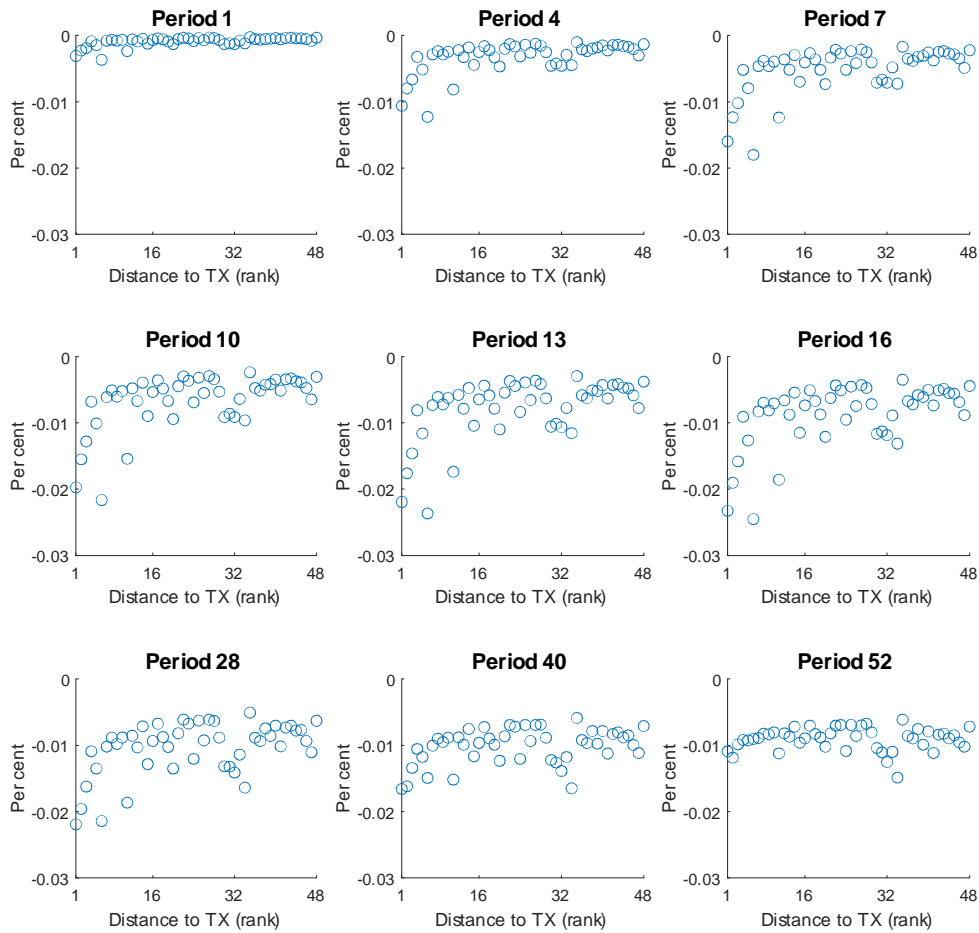 Period 1
Per cent
0
-0.01
-0.02
-0.03
1 16 32 48
Distance to TX (rank)
Period 4
Per cent
0
-0.01
-0.02
-0.03
1 16 32 48
Distance to TX (rank)
Period 7
Per cent
0
-0.01
-0.02
-0.03
1 16 32 48
Distance to TX (rank)
Period 10
Per cent
0
-0.01
-0.02
-0.03
1 16 32 48
Distance to TX (rank)
Period 13
Per cent
0
-0.01
-0.02
-0.03
1 16 32 48
Distance to TX (rank)
Period 16
Per cent
0
-0.01
-0.02
-0.03
1 16 32 48
Distance to TX (rank)
Period 28
Per cent
0
-0.01
-0.02
-0.03
1 16 32 48
Distance to TX (rank)
Period 40
Per cent
0
-0.01
-0.02
-0.03
1 16 32 48
Distance to TX (rank)
Period 52
Per cent
0
-0.01
-0.02
-0.03
1 16 32 48
Distance to TX (rank)